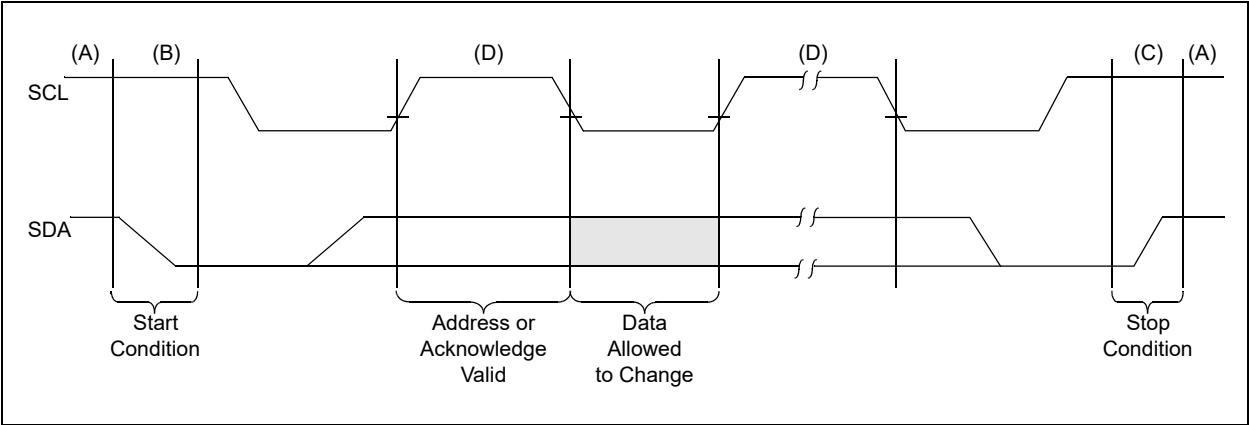 (A) (B) (D) (D) (C) (A)
SCL
SDA
Start
Condition
Address or
Acknowledge
Valid
Data
Allowed
to Change
Stop
Condition